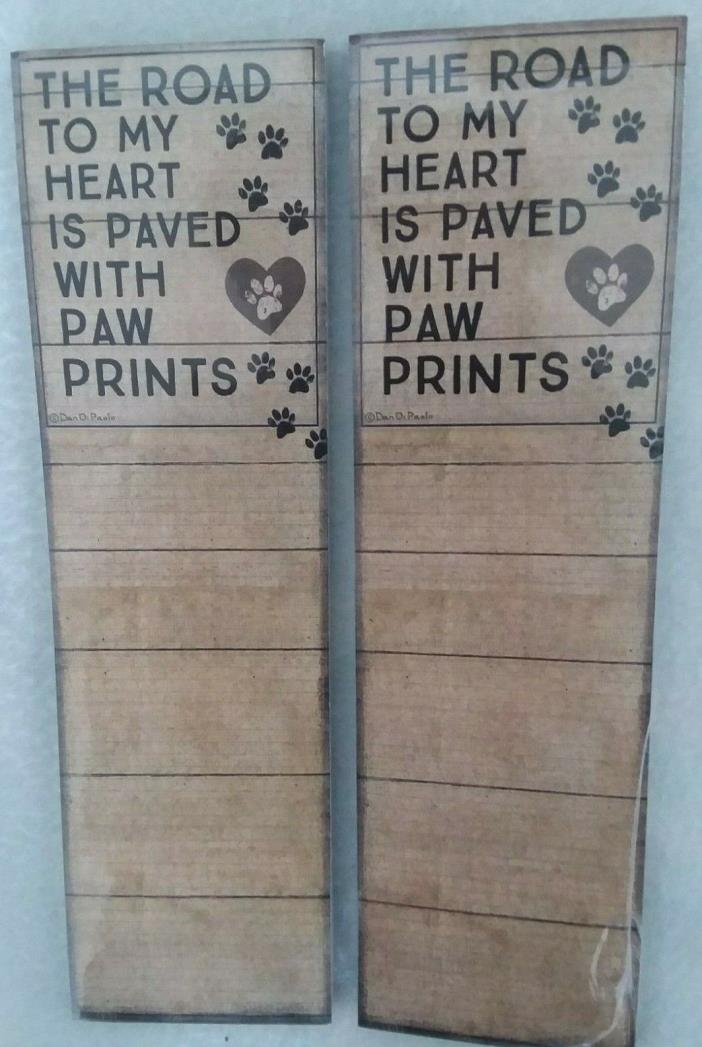 THE ROAD
TO MY
HEART
IS PAVED
WITH
PAW
PRINTS
©Dan DiPaolo
THE ROAD
TO MY
HEART
IS PAVED
WITH
PAW
PRINTS
©Dan DiPaolo